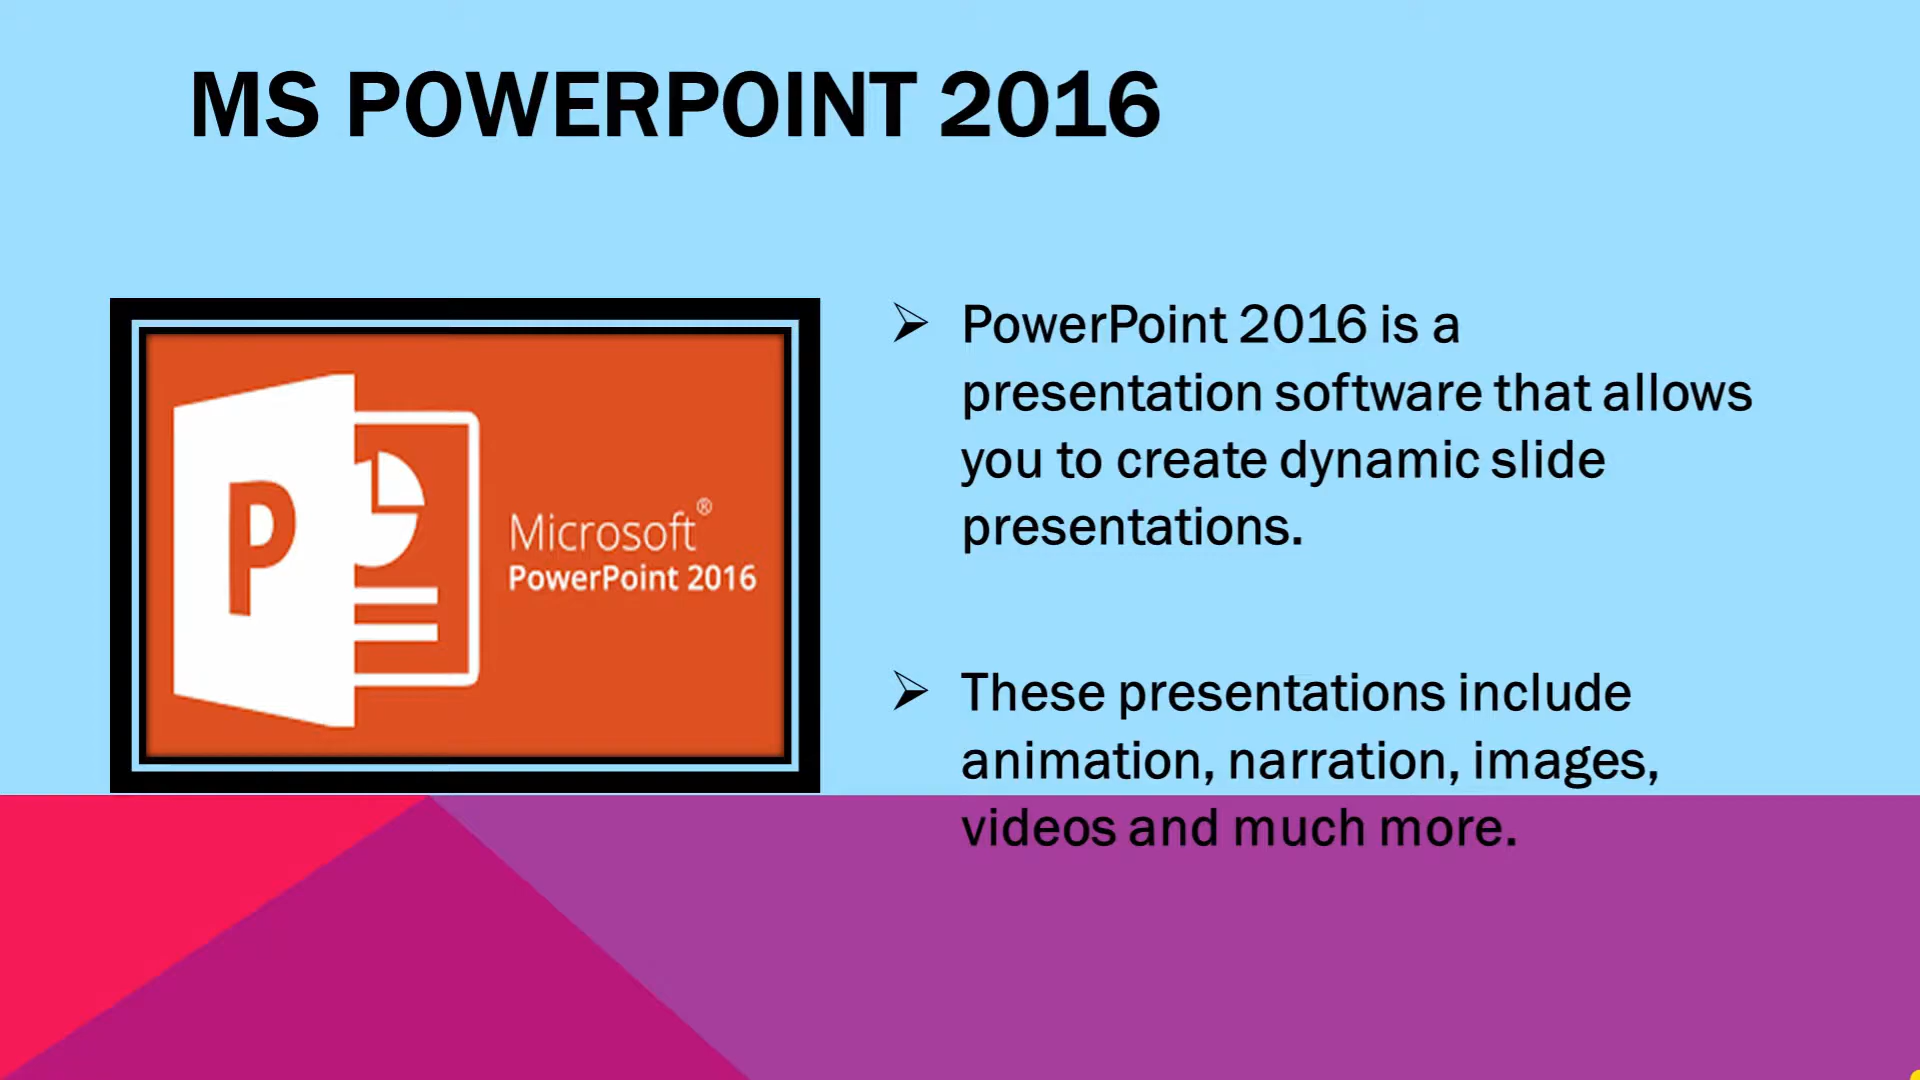 MS POWERPOINT 2016
P
Microsoft®
PowerPoint 2016
PowerPoint 2016 is a
presentation software that allows
you to create dynamic slide
presentations.
These presentations include
animation, narration, images,
videos and much more.